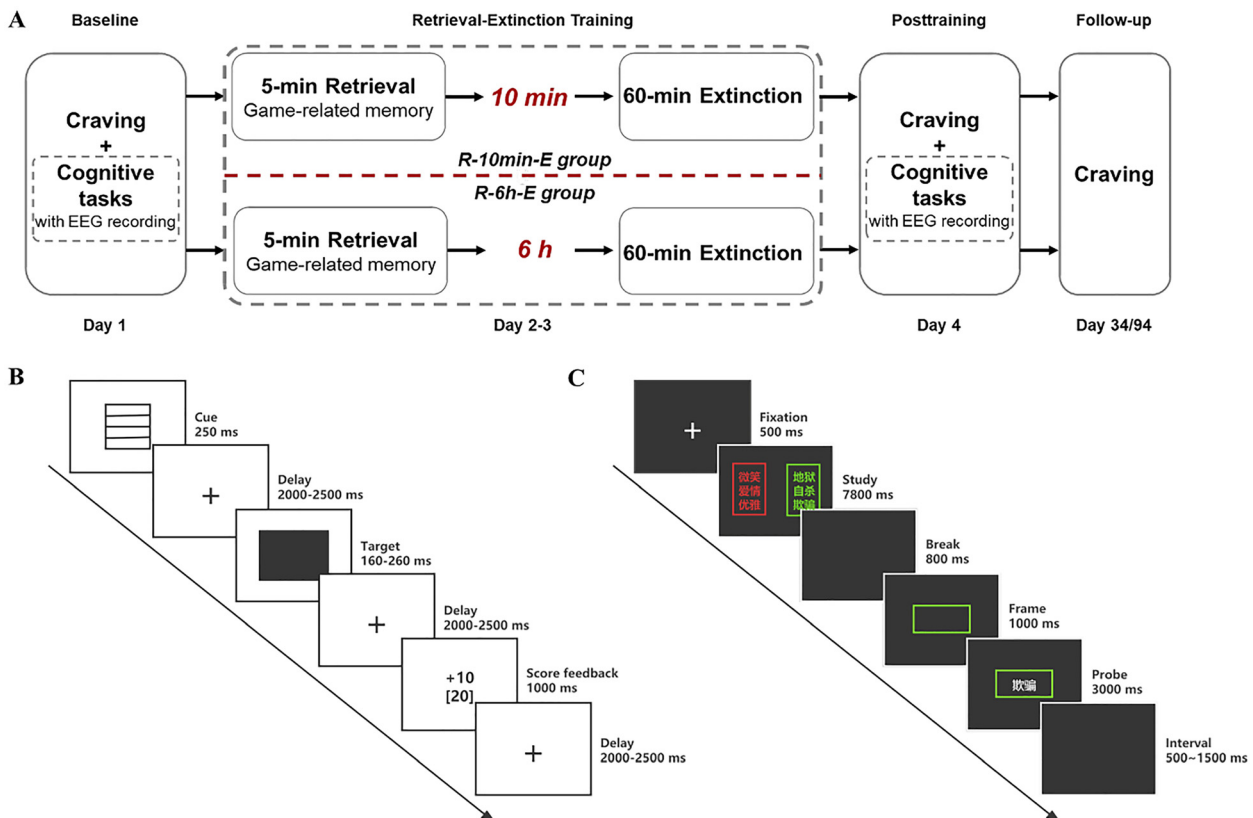 A
Baseline
Retrieval-Extinction Training
Posttraining
Follow-up
Craving
+
Cognitive
tasks
with EEG recording
5-min Retrieval
Game-related memory
10 min
60-min Extinction
R-10min-E group
R-6h-E group
5-min Retrieval
Game-related memory
6 h
60-min Extinction
Craving
+
Cognitive
tasks
with EEG recording
Craving
Day 1
Day 2-3
Day 4
Day 34/94
B
Cue
250 ms
Delay
2000-2500 ms
Target
160-260 ms
Delay
2000-2500 ms
+10
[20]
Score feedback
1000 ms
Delay
2000-2500 ms
C
Fixation
500 ms
微笑
爱情
优雅
地狱
自杀
欺骗
Study
7800 ms
Break
800 ms
Frame
1000 ms
欺骗
Probe
3000 ms
Interval
500~1500 ms